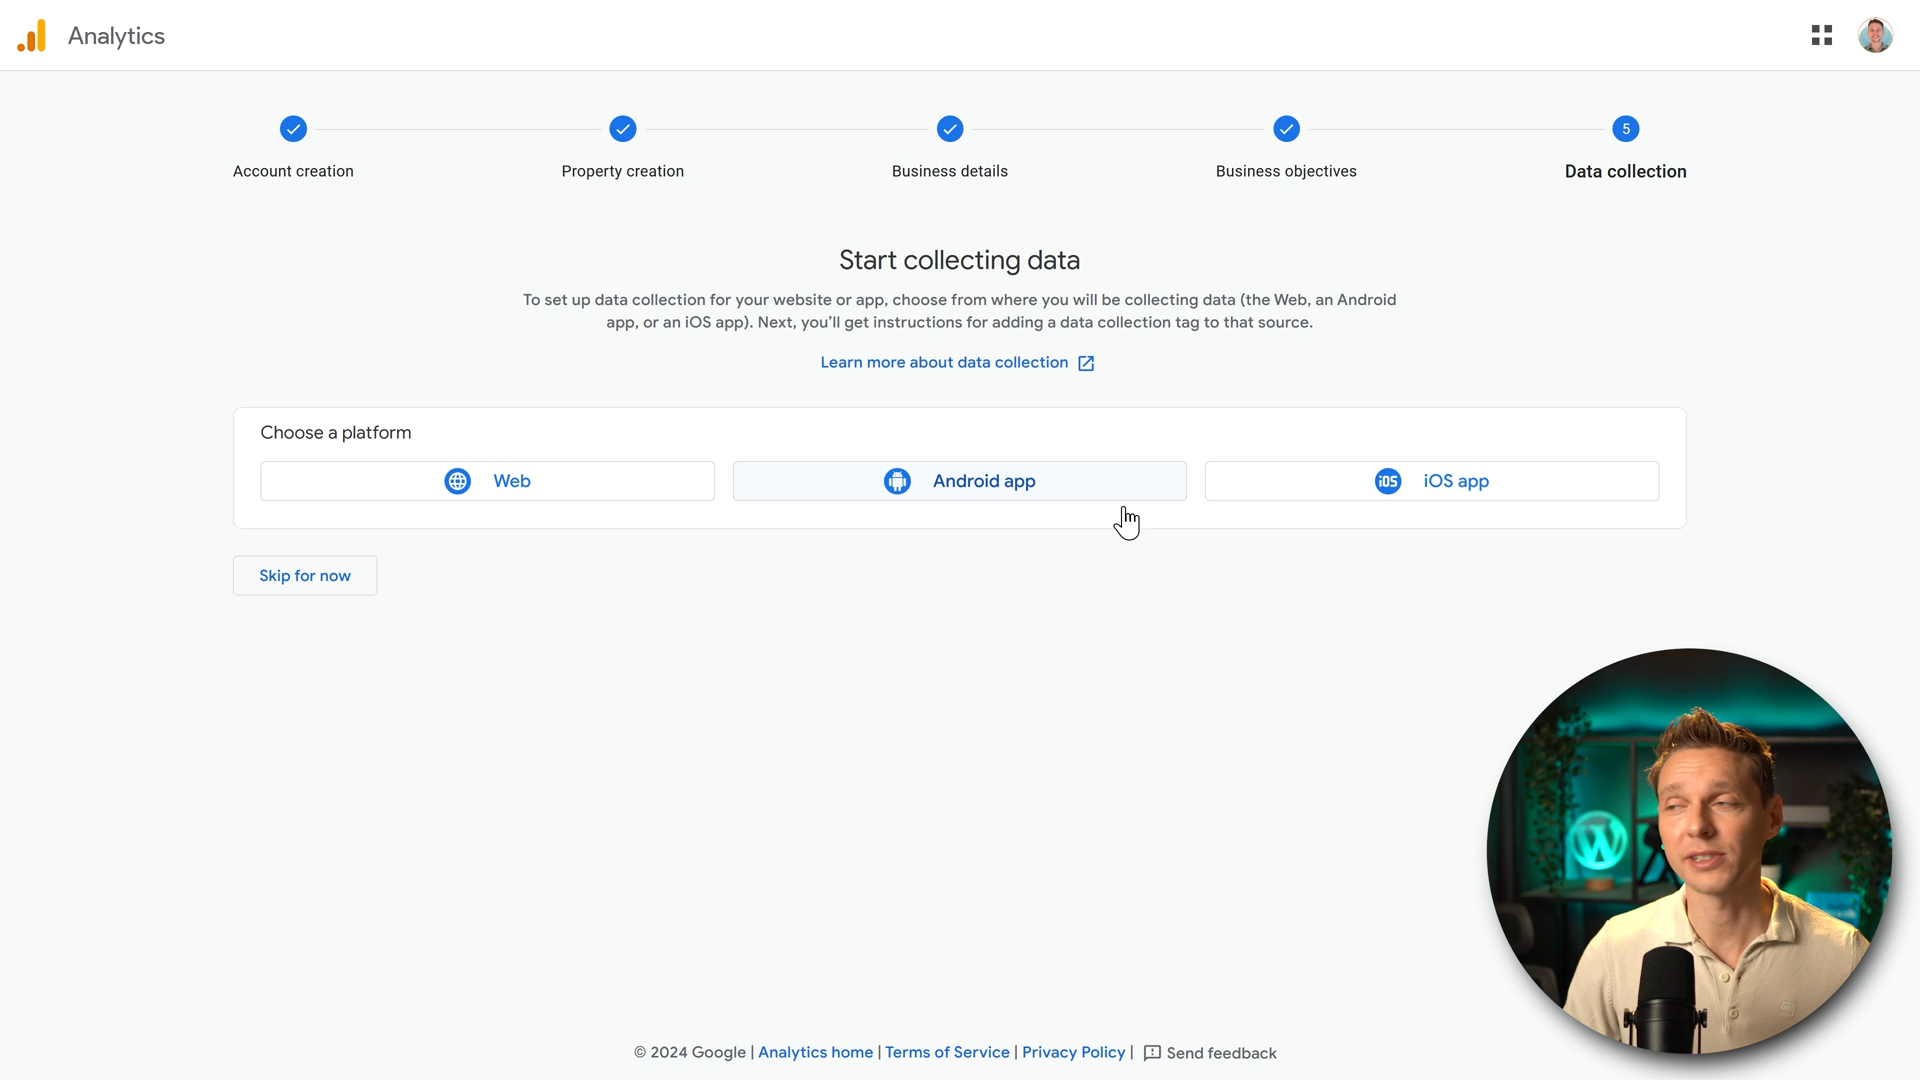 Analytics
5
Account creation
Property creation
Business details
Business objectives
Data collection
Start collecting data
To set up data collection for your website or app, choose from where you will be collecting data (the Web, an Android
app, or an iOS app). Next, you’ll get instructions for adding a data collection tag to that source.
Learn more about data collection
Choose a platform
Web
Android app
iOS
iOS app
Skip for now
© 2024 Google | Analytics home | Terms of Service | Privacy Policy | Send feedback